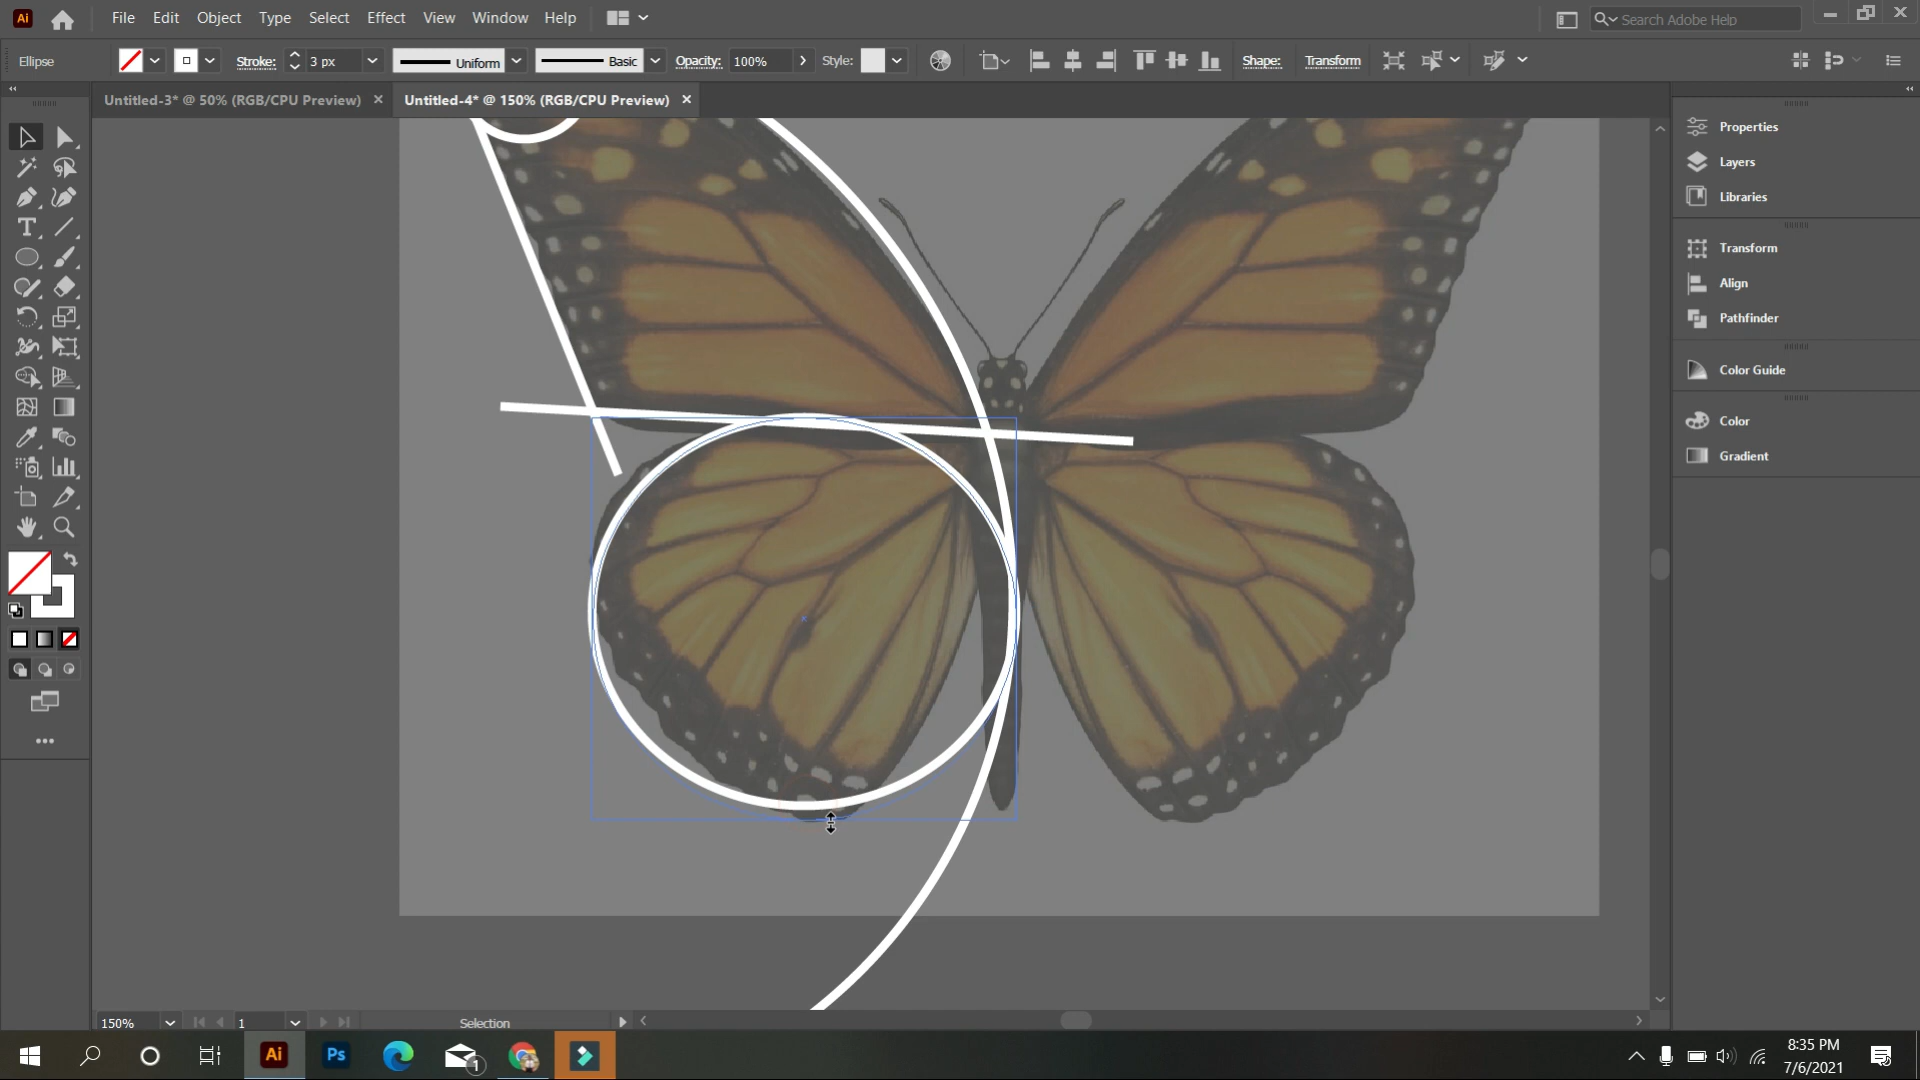 Ai File Edit Object Type Select Effect View Window Help Search Adobe Help
Ellipse Stroke: 3 px Uniform Basic Opacity: 100% Style: Shape: Transform
Untitled-3* @ 50% (RGB/CPU Preview) Untitled-4* @ 150% (RGB/CPU Preview)
Properties
Layers
Libraries
Transform
Align
Pathfinder
Color Guide
Color
Gradient
150% 1 Selection
Ai Ps 1 8:35 PM
7/6/2021